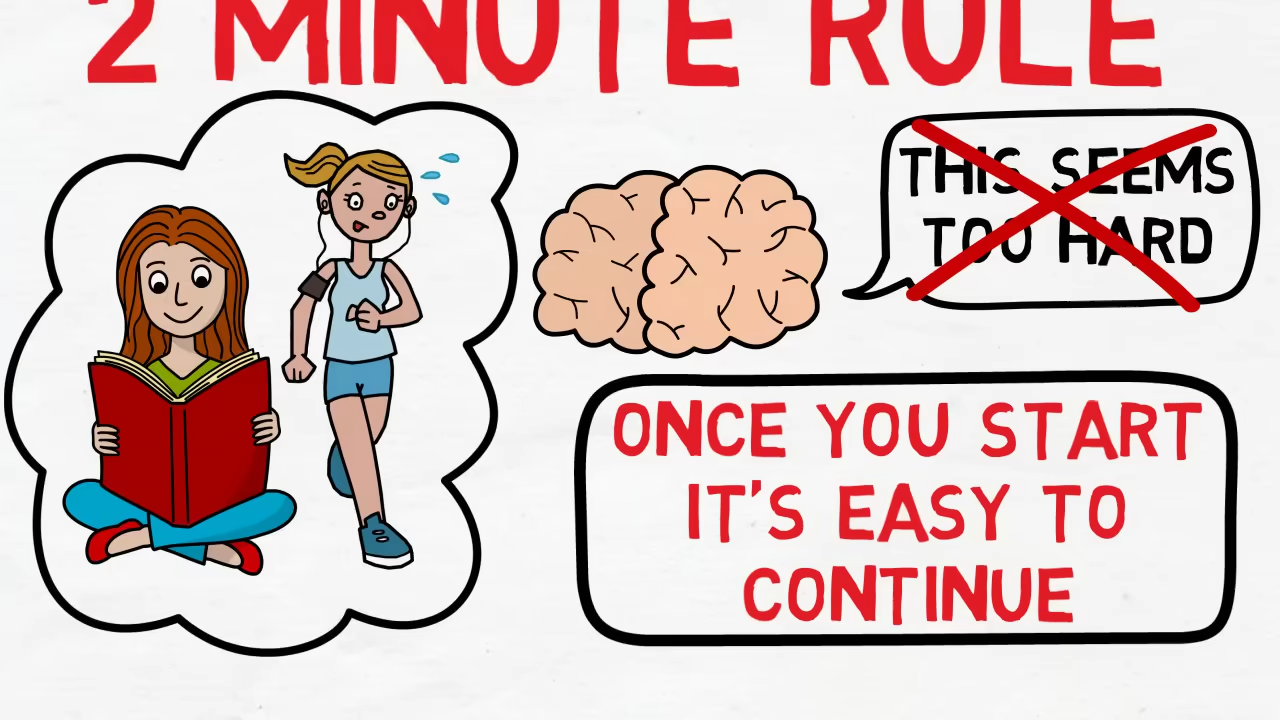 2 MINUTE RULE
THIS SEEMS
TOO HARD
ONCE YOU START
IT'S EASY TO
CONTINUE